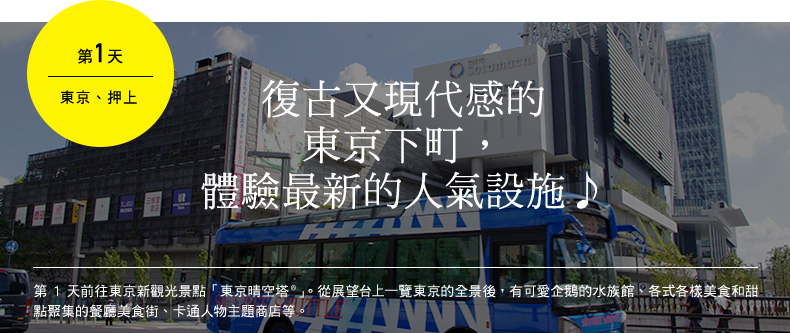 第1天
東京、押上
Solamachi
復古又現代感的
東京下町，
體驗最新的人氣設施♪
第 1 天前往東京新觀光景點「東京晴空塔®」。從展望台上一覽東京的全景後，有可愛企鵝的水族館、各式各樣美食和甜
點聚集的餐廳美食街、卡通人物主題商店等。